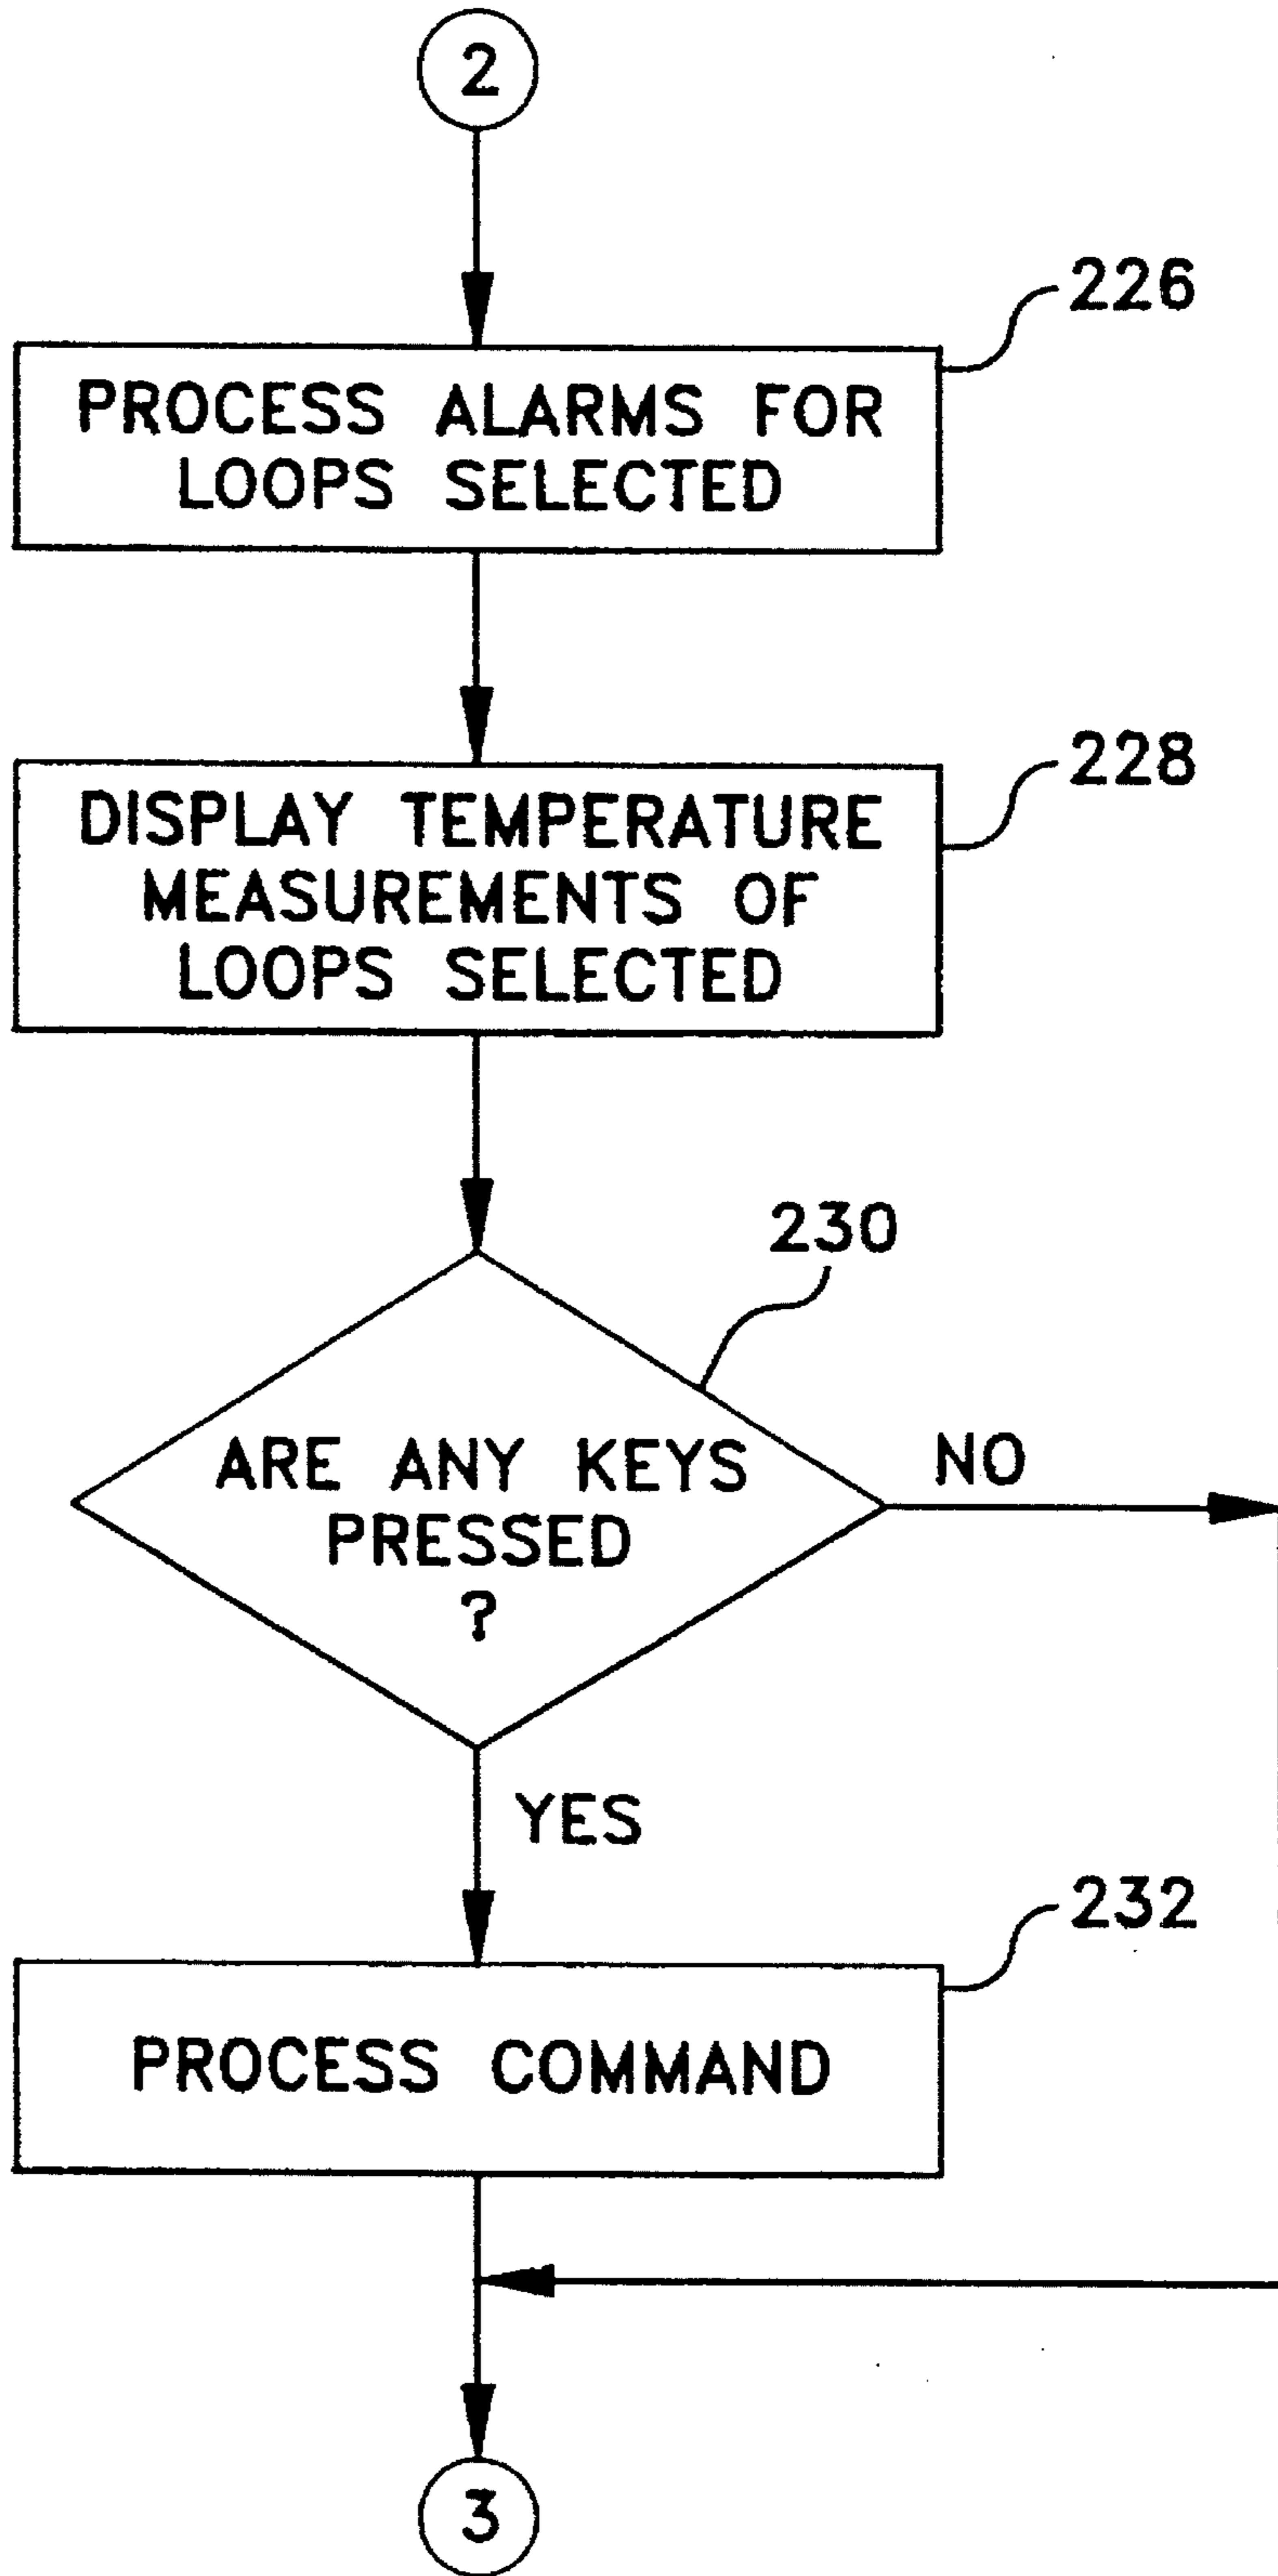 2
226
PROCESS ALARMS FOR
LOOPS SELECTED
228
DISPLAY TEMPERATURE
MEASUREMENTS OF
LOOPS SELECTED
230
ARE ANY KEYS
PRESSED
?
NO
YES
232
PROCESS COMMAND
3